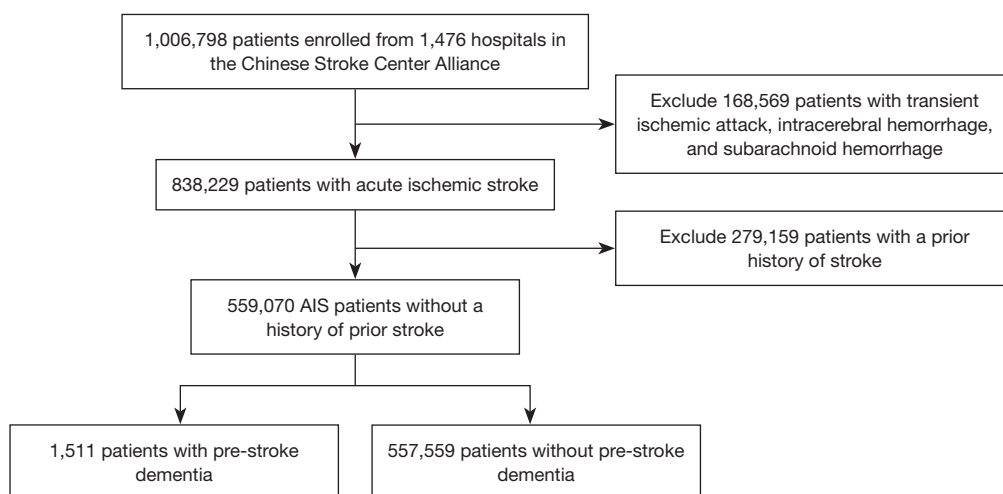 1,006,798 patients enrolled from 1,476 hospitals in
the Chinese Stroke Center Alliance
Exclude 168,569 patients with transient
ischemic attack, intracerebral hemorrhage,
and subarachnoid hemorrhage
838,229 patients with acute ischemic stroke
Exclude 279,159 patients with a prior
history of stroke
559,070 AIS patients without a
history of prior stroke
1,511 patients with pre-stroke
dementia
557,559 patients without pre-stroke
dementia